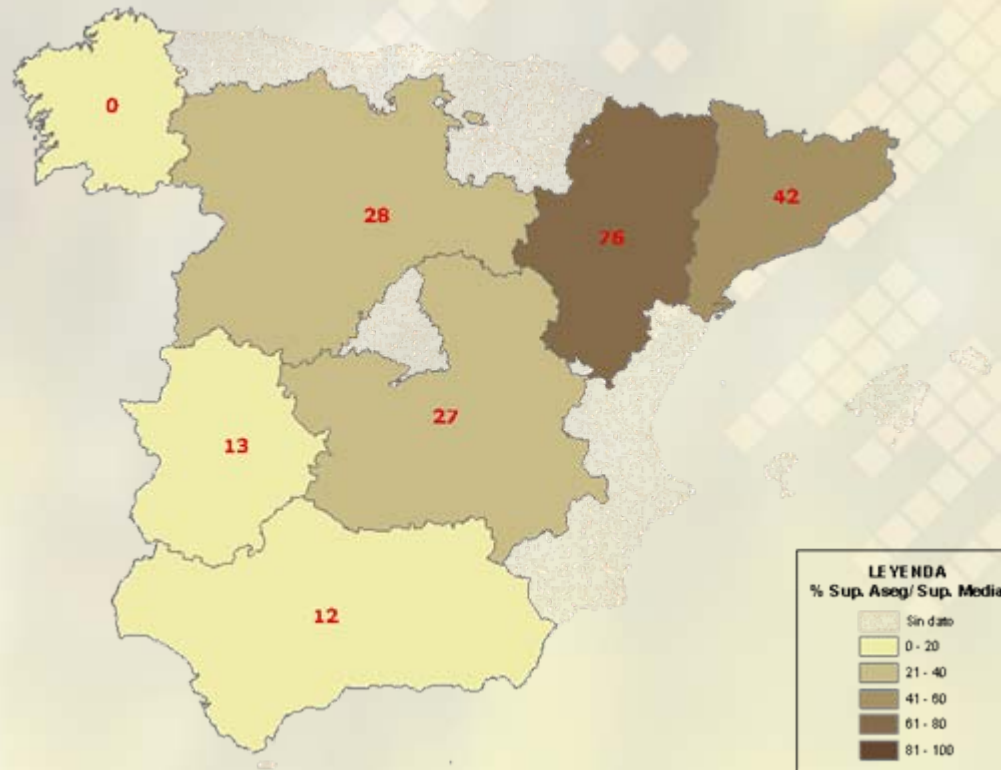 0
28
76
42
13
27
12
LEYENDA
% Sup. Aseg/ Sup. Media
Sin dato
0 - 20
21 - 40
41 - 60
61 - 80
81 - 100